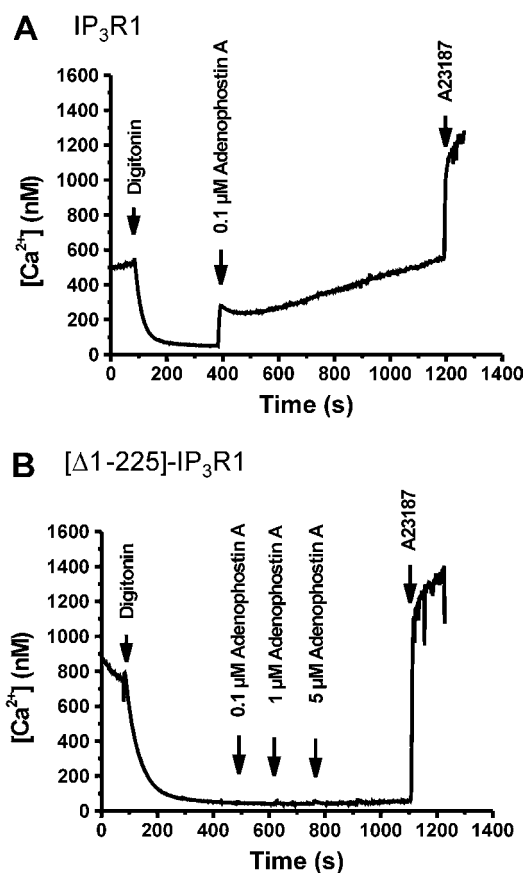 A IP₃R1
1600
1400
1200
1000
800
600
400
200
0
[Ca²⁺] (nM)
Digitonin
0.1 µM Adenophostin A
A23187
0 200 400 600 800 1000 1200 1400
Time (s)
B [Δ1-225]-IP₃R1
1600
1400
1200
1000
800
600
400
200
0
[Ca²⁺] (nM)
Digitonin
0.1 µM Adenophostin A
1 µM Adenophostin A
5 µM Adenophostin A
A23187
0 200 400 600 800 1000 1200 1400
Time (s)